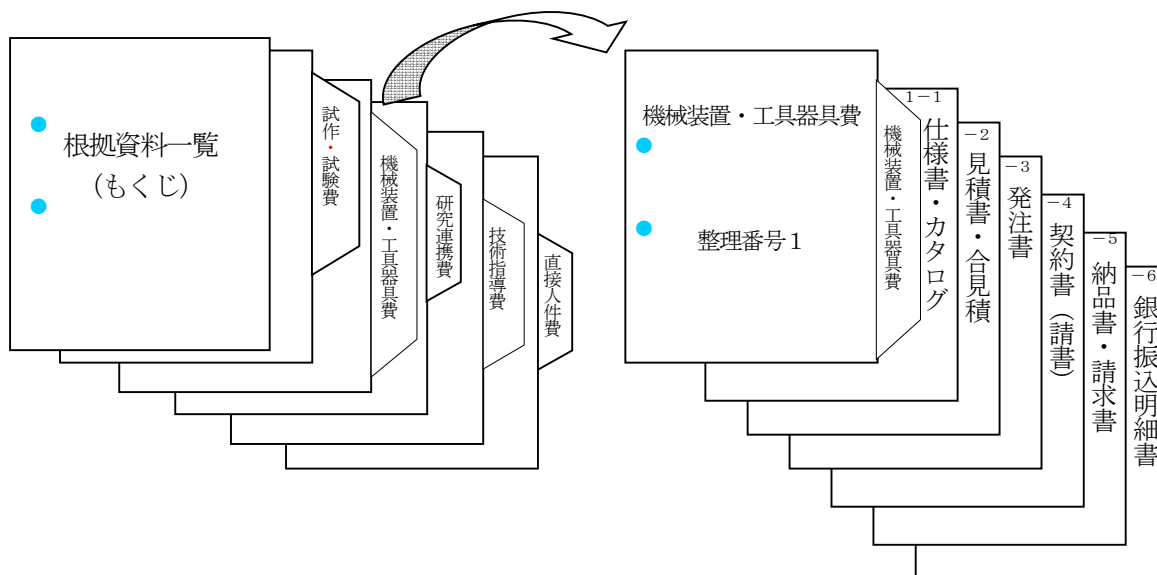 根拠資料一覧
（もくじ）
試作・試験費
機械装置・工具器具費
研究連携費
技術指導費
直接人件費
機械装置・工具器具費
整理番号１
機械装置・工具器具費
1－1
仕様書・カタログ
－2
見積書・合見積
－3
発注書
－4
契約書（請書）
－5
納品書・請求書
－6
銀行振込明細書